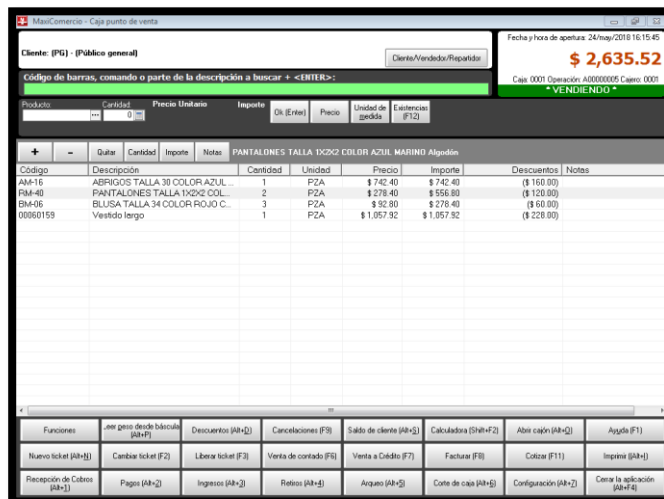 MaxiComercio - Caja punto de venta
Cliente: (PG) - (Público general)
Cliente/Vendedor/Repartidor
Fecha y hora de apertura: 24/may/2018 16:15:45
$ 2,635.52
Caja: 0001 Operación: A00000005 Cajero: 0001
* VENDIENDO *
Código de barras, comando o parte de la descripción a buscar + <ENTER>:
Producto: Cantidad Precio Unitario Importe
... 0 Ok (Enter) Precio Unidad de medida Existencias (F12)
+ - Quitar Cantidad Importe Notas PANTALONES TALLA 1X2X2 COLOR AZUL MARINO Algodón
Código Descripción Cantidad Unidad Precio Importe Descuentos Notas
AM-16 ABRIGOS TALLA 30 COLOR AZUL ... 1 PZA $ 742.40 $ 742.40 ($ 160.00)
RM-40 PANTALONES TALLA 1X2X2 COL... 2 PZA $ 278.40 $ 556.80 ($ 120.00)
BM-06 BLUSA TALLA 34 COLOR ROJO C... 3 PZA $ 92.80 $ 278.40 ($ 60.00)
00060159 Vestido largo 1 PZA $ 1,057.92 $ 1,057.92 ($ 228.00)
Funciones
Leer peso desde báscula (Alt+P)
Descuentos (Alt+D)
Cancelaciones (F9)
Saldo de cliente (Alt+S)
Calculadora (Shift+F2)
Abrir cajón (Alt+O)
Ayuda (F1)
Nuevo ticket (Alt+N)
Cambiar ticket (F2)
Liberar ticket (F3)
Venta de contado (F6)
Venta a Crédito (F7)
Facturar (F8)
Cotizar (F11)
Imprimir (Alt+I)
Recepción de Cobros (Alt+1)
Pagos (Alt+2)
Ingresos (Alt+3)
Retiros (Alt+4)
Arqueo (Alt+5)
Corte de caja (Alt+6)
Configuración (Alt+7)
Cerrar la aplicación (Alt+F4)